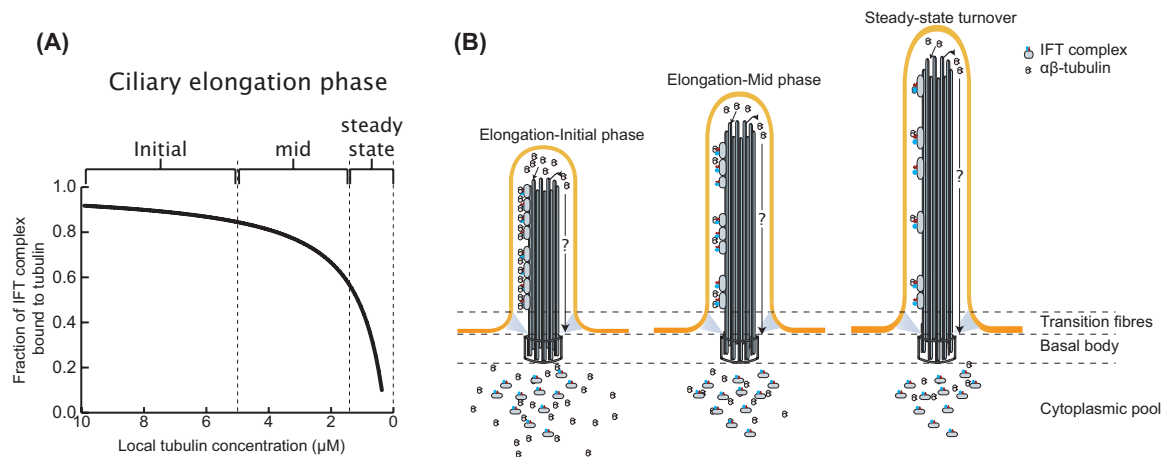 (A)
Ciliary elongation phase
Initial
mid
steady
state
1.0
0.8
0.6
0.4
0.2
0.0
Fraction of IFT complex
bound to tubulin
10
8
6
4
2
0
Local tubulin concentration (µM)
(B)
Elongation-Initial phase
Elongation-Mid phase
Steady-state turnover
IFT complex
αβ-tubulin
?
?
?
Transition fibres
Basal body
Cytoplasmic pool